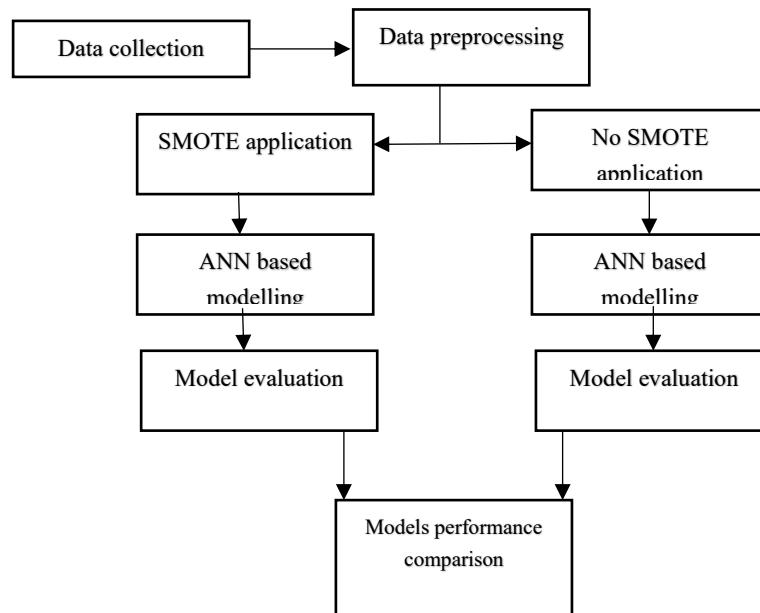 Data collection
Data preprocessing
SMOTE application
No SMOTE
application
ANN based
modelling
ANN based
modelling
Model evaluation
Model evaluation
Models performance
comparison